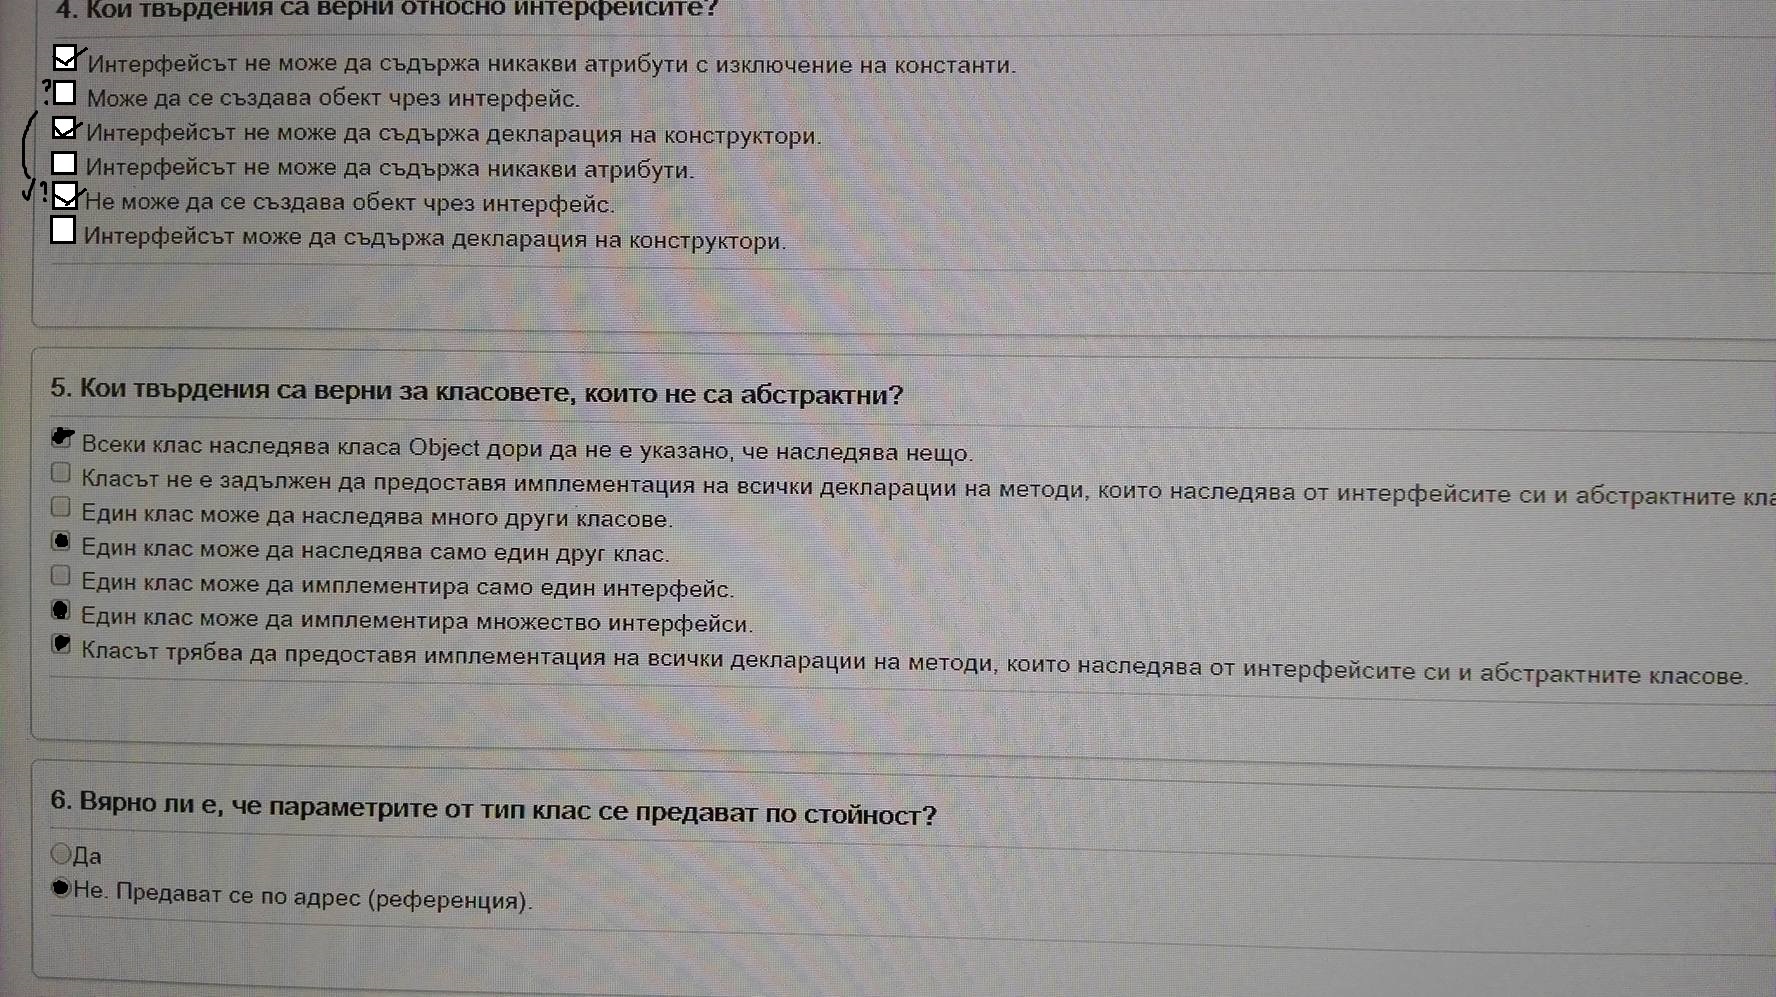 4. Кои твърдения са верни относно интерфейсите?
Интерфейсът не може да съдържа никакви атрибути с изключение на константи.
? Може да се създава обект чрез интерфейс.
Интерфейсът не може да съдържа декларация на конструктори.
Интерфейсът не може да съдържа никакви атрибути.
? Не може да се създава обект чрез интерфейс.
Интерфейсът може да съдържа декларация на конструктори.
5. Кои твърдения са верни за класовете, които не са абстрактни?
Всеки клас наследява класа Object дори да не е указано, че наследява нещо.
Класът не е задължен да предоставя имплементация на всички декларации на методи, които наследява от интерфейсите си и абстрактните кла
Един клас може да наследява много други класове.
Един клас може да наследява само един друг клас.
Един клас може да имплементира само един интерфейс.
Един клас може да имплементира множество интерфейси.
Класът трябва да предоставя имплементация на всички декларации на методи, които наследява от интерфейсите си и абстрактните класове.
6. Вярно ли е, че параметрите от тип клас се предават по стойност?
Да
Не. Предават се по адрес (референция).